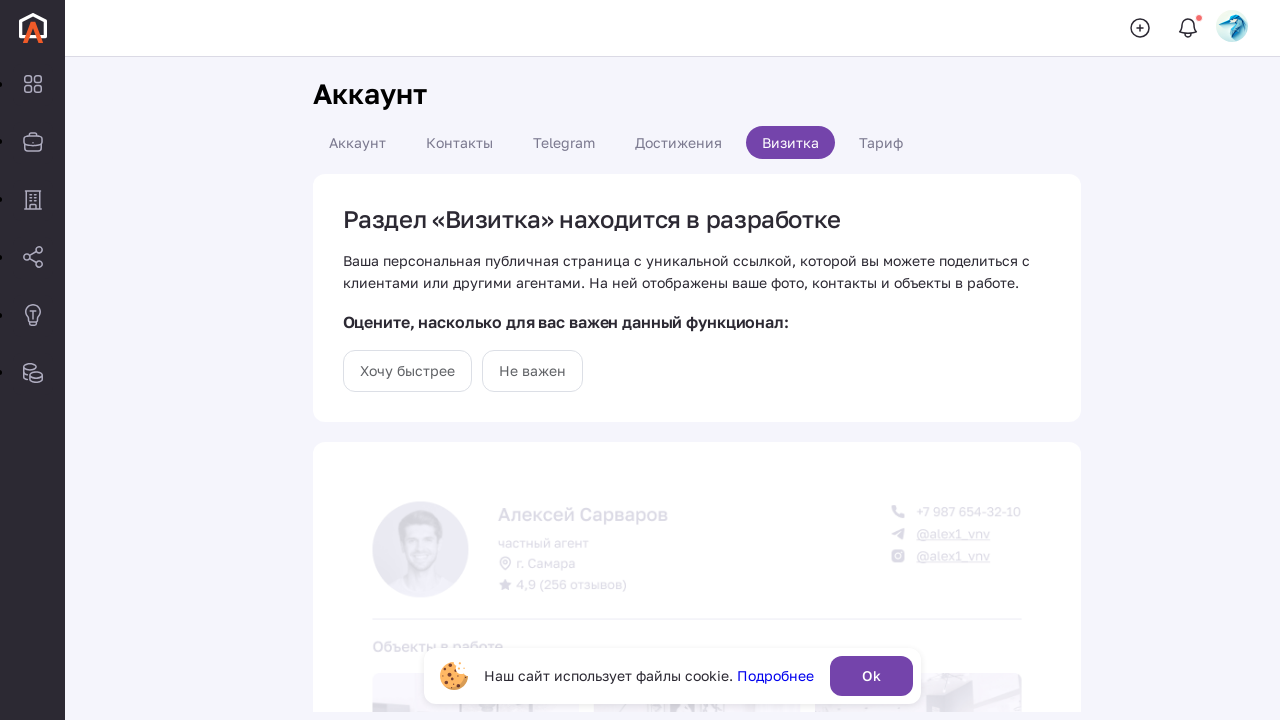 Аккаунт
Аккаунт Контакты Telegram Достижения Визитка Тариф
Раздел «Визитка» находится в разработке
Ваша персональная публичная страница с уникальной ссылкой, которой вы можете поделиться с
клиентами или другими агентами. На ней отображены ваше фото, контакты и объекты в работе.
Оцените, насколько для вас важен данный функционал:
Хочу быстрее Не важен
Алексей Сарваров
частный агент
г. Самара
4,9 (256 отзывов)
+7 987 654-32-10
@alex1_vnv
@alex1_vnv
Объекты в работе
Наш сайт использует файлы cookie. Подробнее Ok